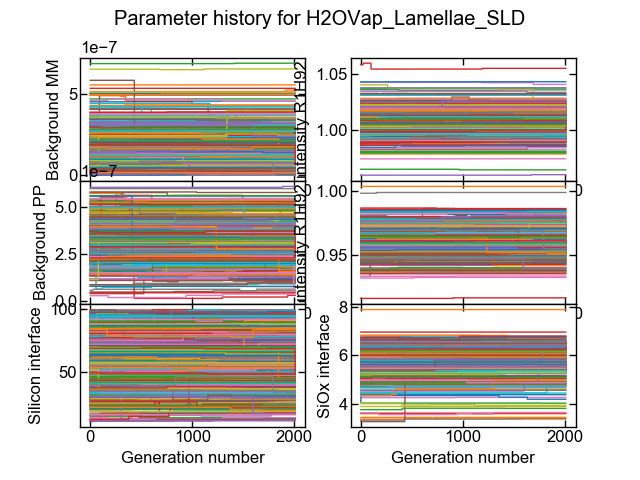 Parameter history for H2OVap_Lamellae_SLD
1e−7
Background MM
5
0
intensity R1H92
1.05
1.00
1e−7
Background PP
5.0
2.5
0.0
0
intensity R1H92
1.00
0.95
0
Silicon interface
100
50
0
1000
2000
Generation number
SiOx interface
8
6
4
0
1000
2000
Generation number